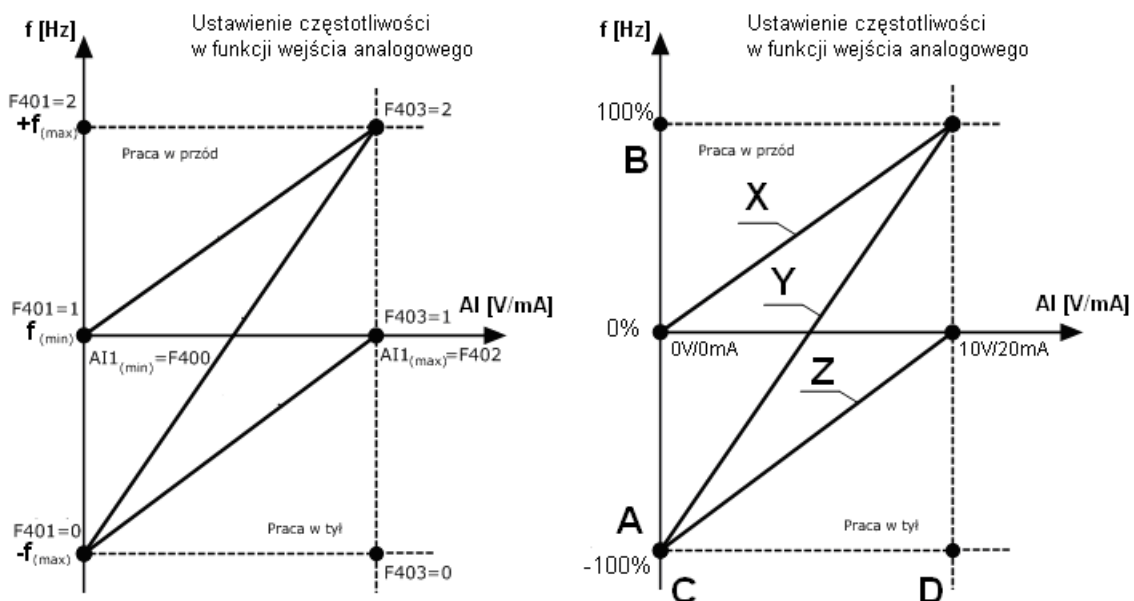 Ustawienie częstotliwości
w funkcji wejścia analogowego
f [Hz]
F401=2
+f(max)
F403=2
Praca w przód
F401=1
f(min)
AI [V/mA]
F403=1
AI1(min)=F400
AI1(max)=F402
F401=0
-f(max)
Praca w tył
F403=0
Ustawienie częstotliwości
w funkcji wejścia analogowego
f [Hz]
100%
B
Praca w przód
X
Y
AI [V/mA]
0%
0V/0mA
10V/20mA
Z
A
Praca w tył
-100%
C
D